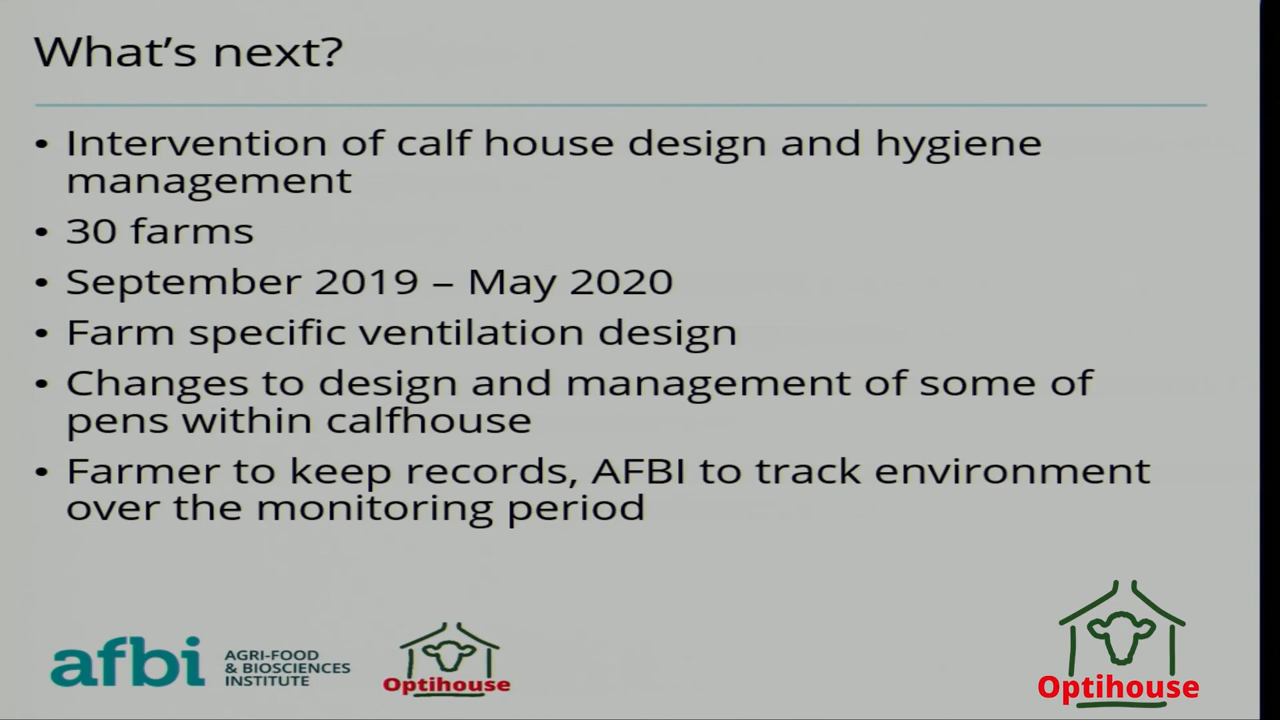 What's next?
• Intervention of calf house design and hygiene
management
• 30 farms
• September 2019 – May 2020
• Farm specific ventilation design
• Changes to design and management of some of
pens within calfhouse
• Farmer to keep records, AFBI to track environment
over the monitoring period
afbi
AGRI-FOOD
& BIOSCIENCES
INSTITUTE
Optihouse
Optihouse